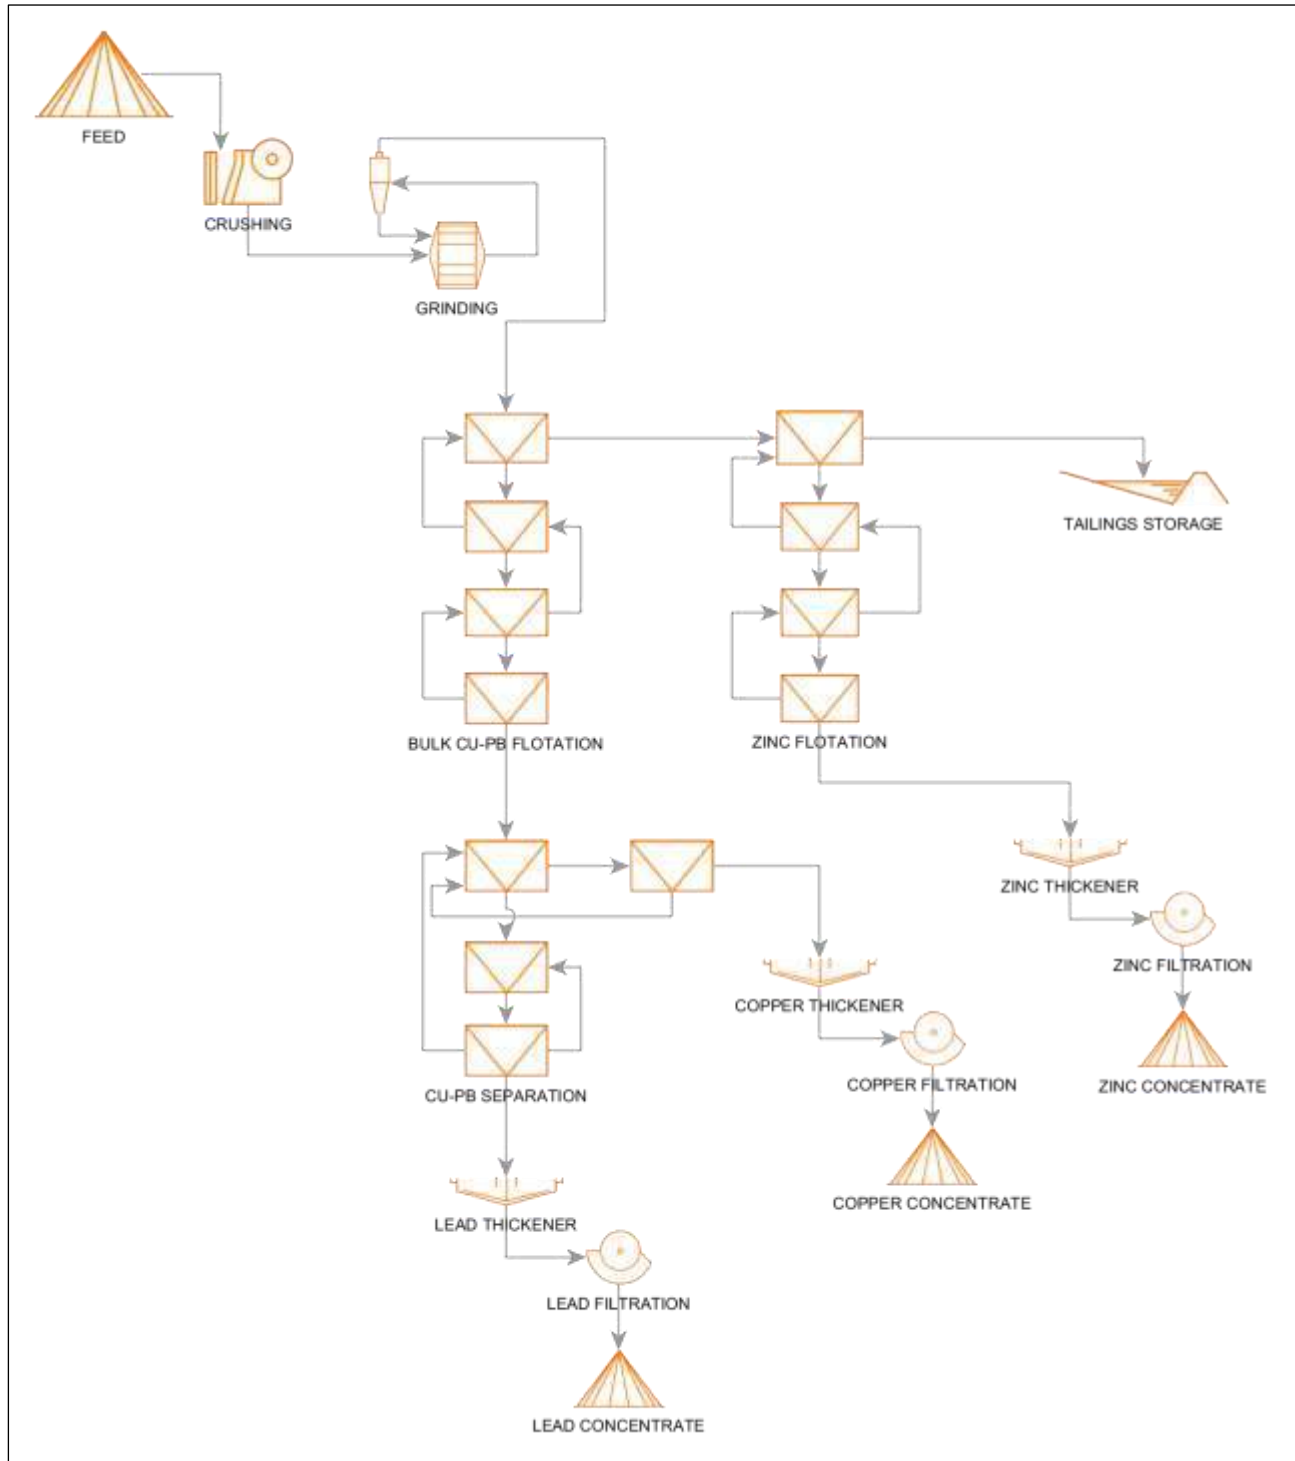 FEED
CRUSHING
GRINDING
TAILINGS STORAGE
BULK CU-PB FLOTATION
ZINC FLOTATION
ZINC THICKENER
ZINC FILTRATION
COPPER THICKENER
COPPER FILTRATION
ZINC CONCENTRATE
CU-PB SEPARATION
COPPER CONCENTRATE
LEAD THICKENER
LEAD FILTRATION
LEAD CONCENTRATE